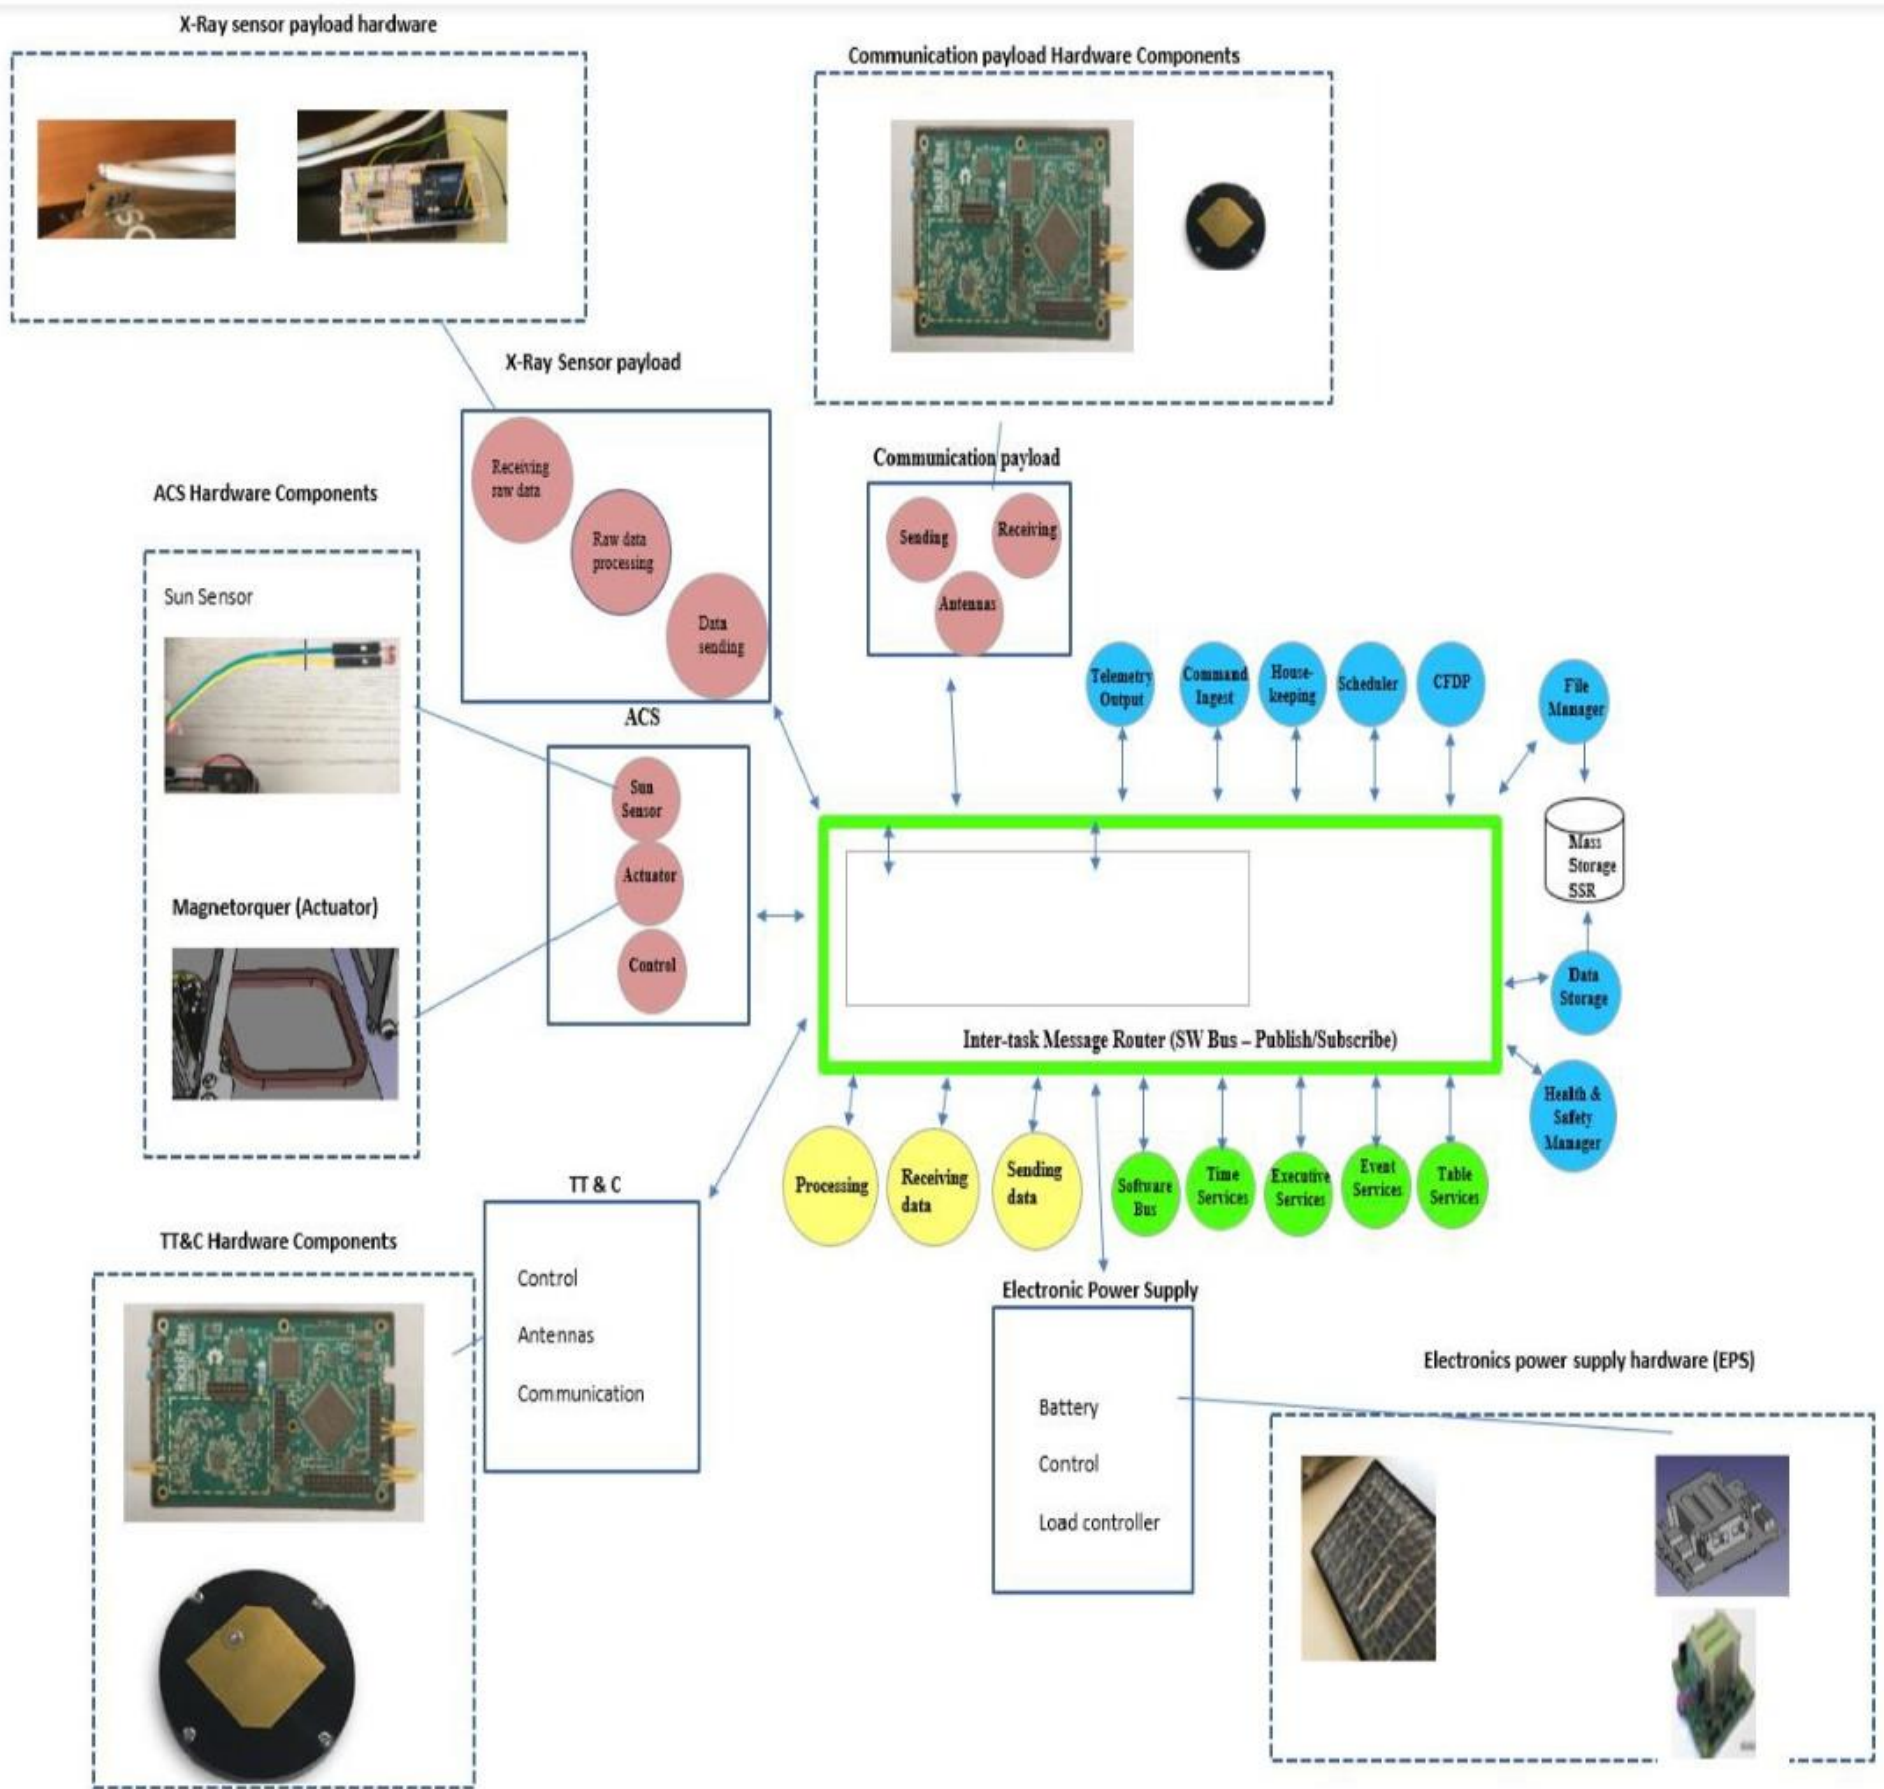 X-Ray sensor payload hardware
Communication payload Hardware Components
HackRF One
X-Ray Sensor payload
Receiving
raw data
Raw data
processing
Data
sending
Communication payload
Sending
Receiving
Antennas
ACS Hardware Components
Sun Sensor
Magnetorquer (Actuator)
ACS
Sun
Sensor
Actuator
Control
Telemetry
Output
Command
Ingest
House-
keeping
Scheduler
CFDP
File
Manager
Mass
Storage
SSR
Data
Storage
Health &
Safety
Manager
Inter-task Message Router (SW Bus – Publish/Subscribe)
Processing
Receiving
data
Sending
data
Software
Bus
Time
Services
Executive
Services
Event
Services
Table
Services
TT & C
Control
Antennas
Communication
TT&C Hardware Components
HackRF One
Electronic Power Supply
Battery
Control
Load controller
Electronics power supply hardware (EPS)